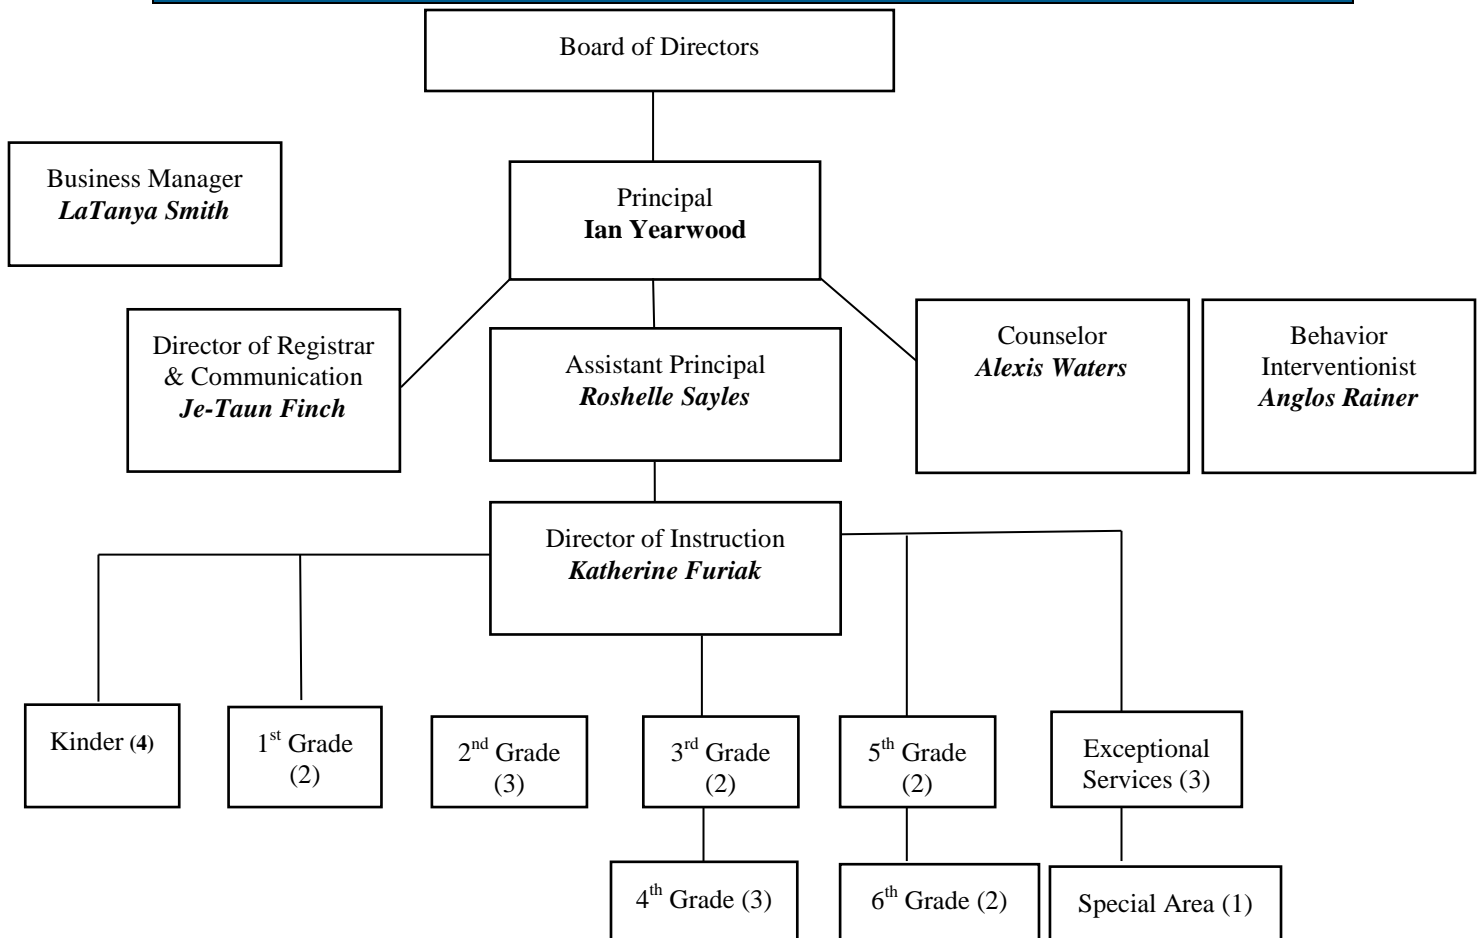 Board of Directors
Business Manager
LaTanya Smith
Principal
Ian Yearwood
Director of Registrar
& Communication
Je-Taun Finch
Assistant Principal
Roshelle Sayles
Counselor
Alexis Waters
Behavior
Interventionist
Anglos Rainer
Director of Instruction
Katherine Furiak
Kinder (4)
1st Grade
(2)
2nd Grade
(3)
3rd Grade
(2)
5th Grade
(2)
Exceptional
Services (3)
4th Grade (3)
6th Grade (2)
Special Area (1)